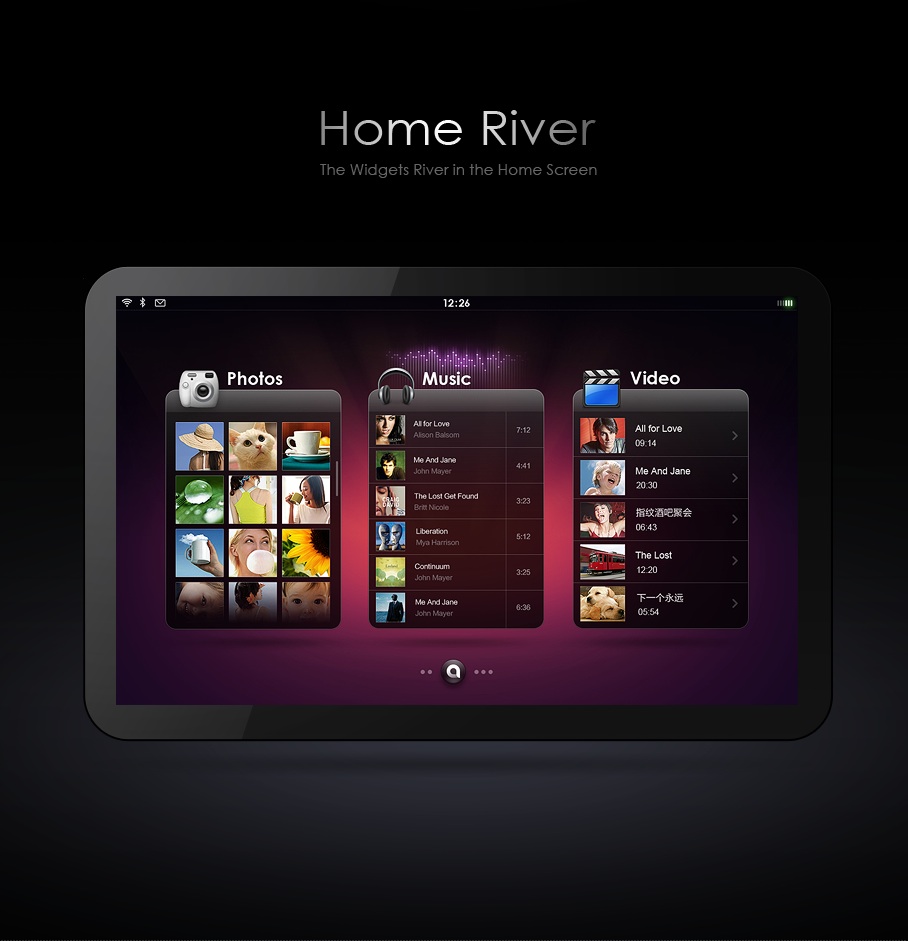 Home River
The Widgets River in the Home Screen
12:26
Photos
Music
All for Love
Alison Balsom
7:12
Me And Jane
John Mayer
4:41
CRAIG
DAVID
The Lost Get Found
Britt Nicole
3:23
Liberation
Mya Harrison
5:12
Continuum
John Mayer
3:25
Me And Jane
John Mayer
6:36
Video
All for Love
09:14
Me And Jane
20:30
指纹酒吧聚会
06:43
The Lost
12:20
下一个永远
05:54